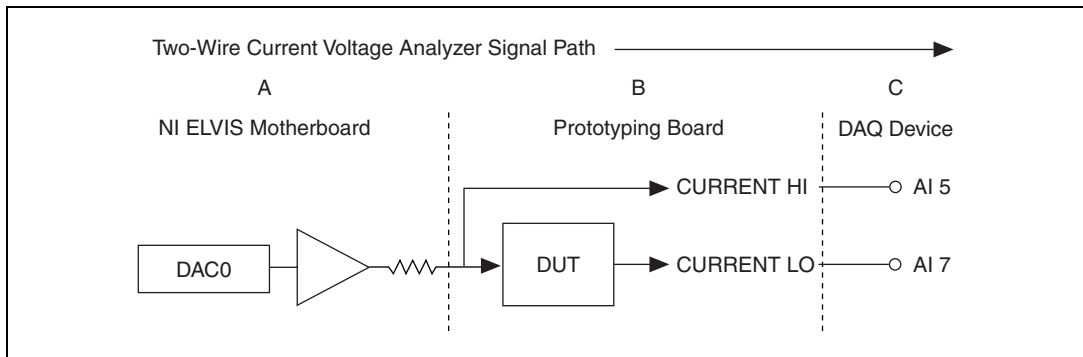 Two-Wire Current Voltage Analyzer Signal Path
A B C
NI ELVIS Motherboard Prototyping Board DAQ Device
CURRENT HI AI 5
DAC0 DUT CURRENT LO AI 7